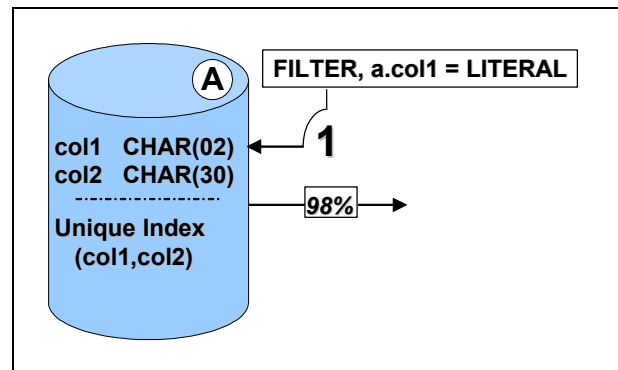 A
FILTER, a.col1 = LITERAL
1
col1 CHAR(02)
col2 CHAR(30)
98%
Unique Index
(col1,col2)